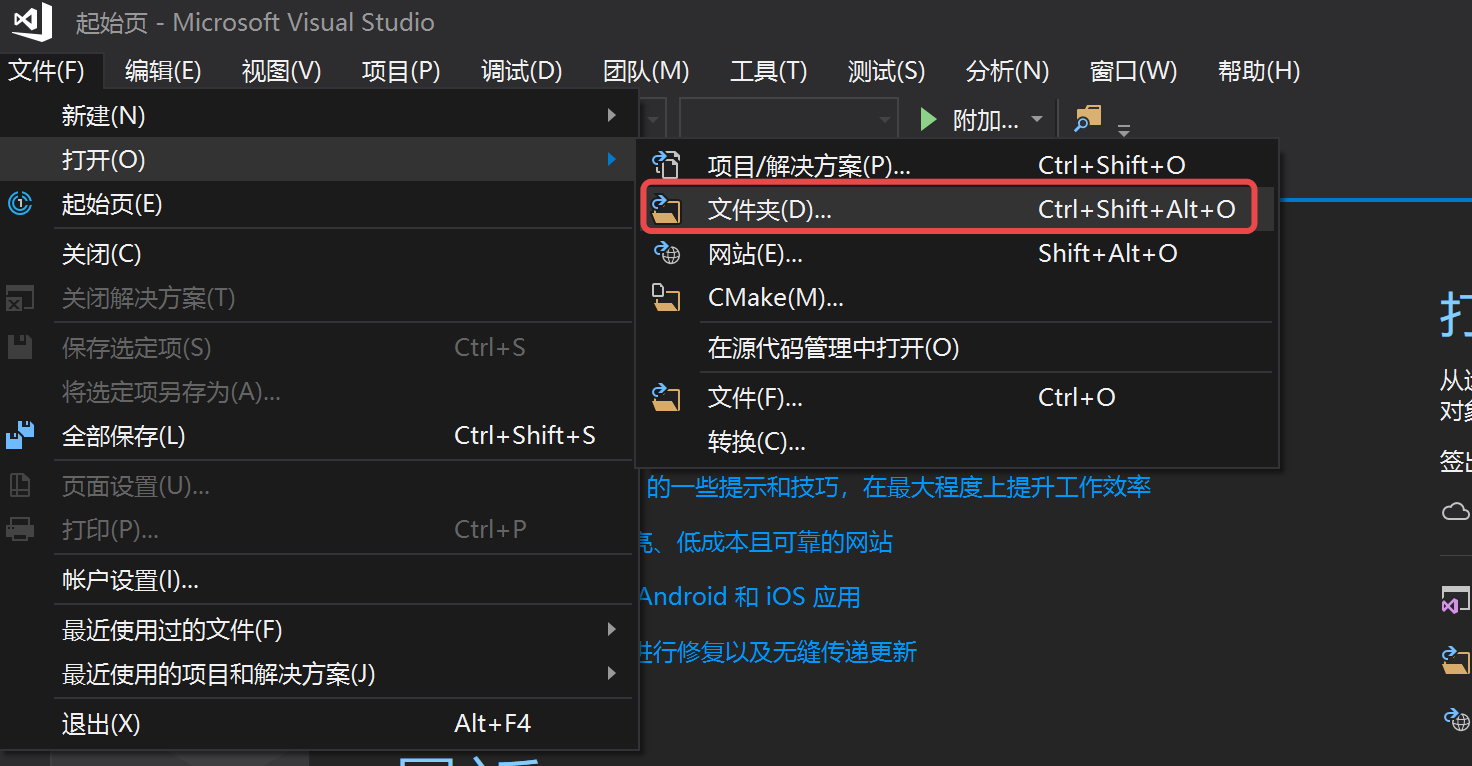 起始页 - Microsoft Visual Studio
文件(F) 编辑(E) 视图(V) 项目(P) 调试(D) 团队(M) 工具(T) 测试(S) 分析(N) 窗口(W) 帮助(H)
附加...
新建(N)
打开(O)
起始页(E)
关闭(C)
关闭解决方案(T)
保存选定项(S) Ctrl+S
将选定项另存为(A)...
全部保存(L) Ctrl+Shift+S
页面设置(U)...
打印(P)... Ctrl+P
帐户设置(I)...
最近使用过的文件(F)
最近使用的项目和解决方案(J)
退出(X) Alt+F4
项目/解决方案(P)... Ctrl+Shift+O
文件夹(D)... Ctrl+Shift+Alt+O
网站(E)... Shift+Alt+O
CMake(M)...
在源代码管理中打开(O)
文件(F)... Ctrl+O
转换(C)...
的一些提示和技巧，在最大程度上提升工作效率
、低成本且可靠的网站
Android 和 iOS 应用
进行修复以及无缝传递更新
打
从
对
签出